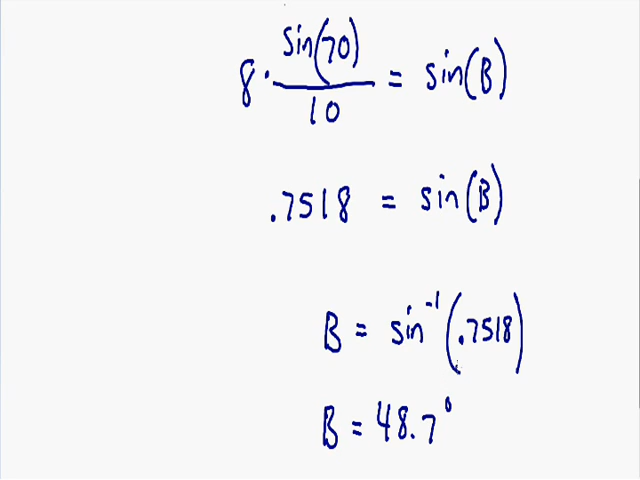 8 · sin(70)/10 = sin(B)
.7518 = sin(B)
B = sin⁻¹(.7518)
B = 48.7°